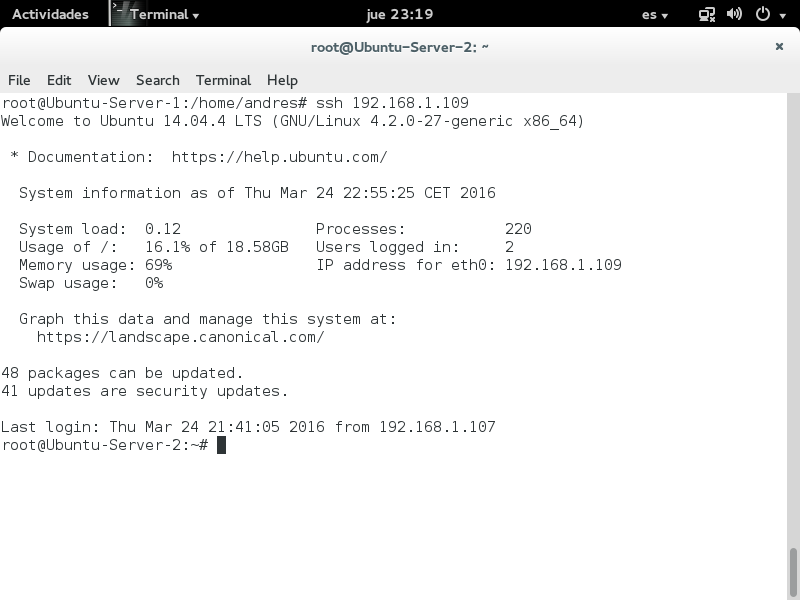 Actividades Terminal jue 23:19 es
root@Ubuntu-Server-2: ~
File Edit View Search Terminal Help
root@Ubuntu-Server-1:/home/andres# ssh 192.168.1.109
Welcome to Ubuntu 14.04.4 LTS (GNU/Linux 4.2.0-27-generic x86_64)
* Documentation:  https://help.ubuntu.com/
System information as of Thu Mar 24 22:55:25 CET 2016
System load:  0.12 Processes: 220
Usage of /:   16.1% of 18.58GB Users logged in: 2
Memory usage: 69% IP address for eth0: 192.168.1.109
Swap usage:   0%
Graph this data and manage this system at:
https://landscape.canonical.com/
48 packages can be updated.
41 updates are security updates.
Last login: Thu Mar 24 21:41:05 2016 from 192.168.1.107
root@Ubuntu-Server-2:~#